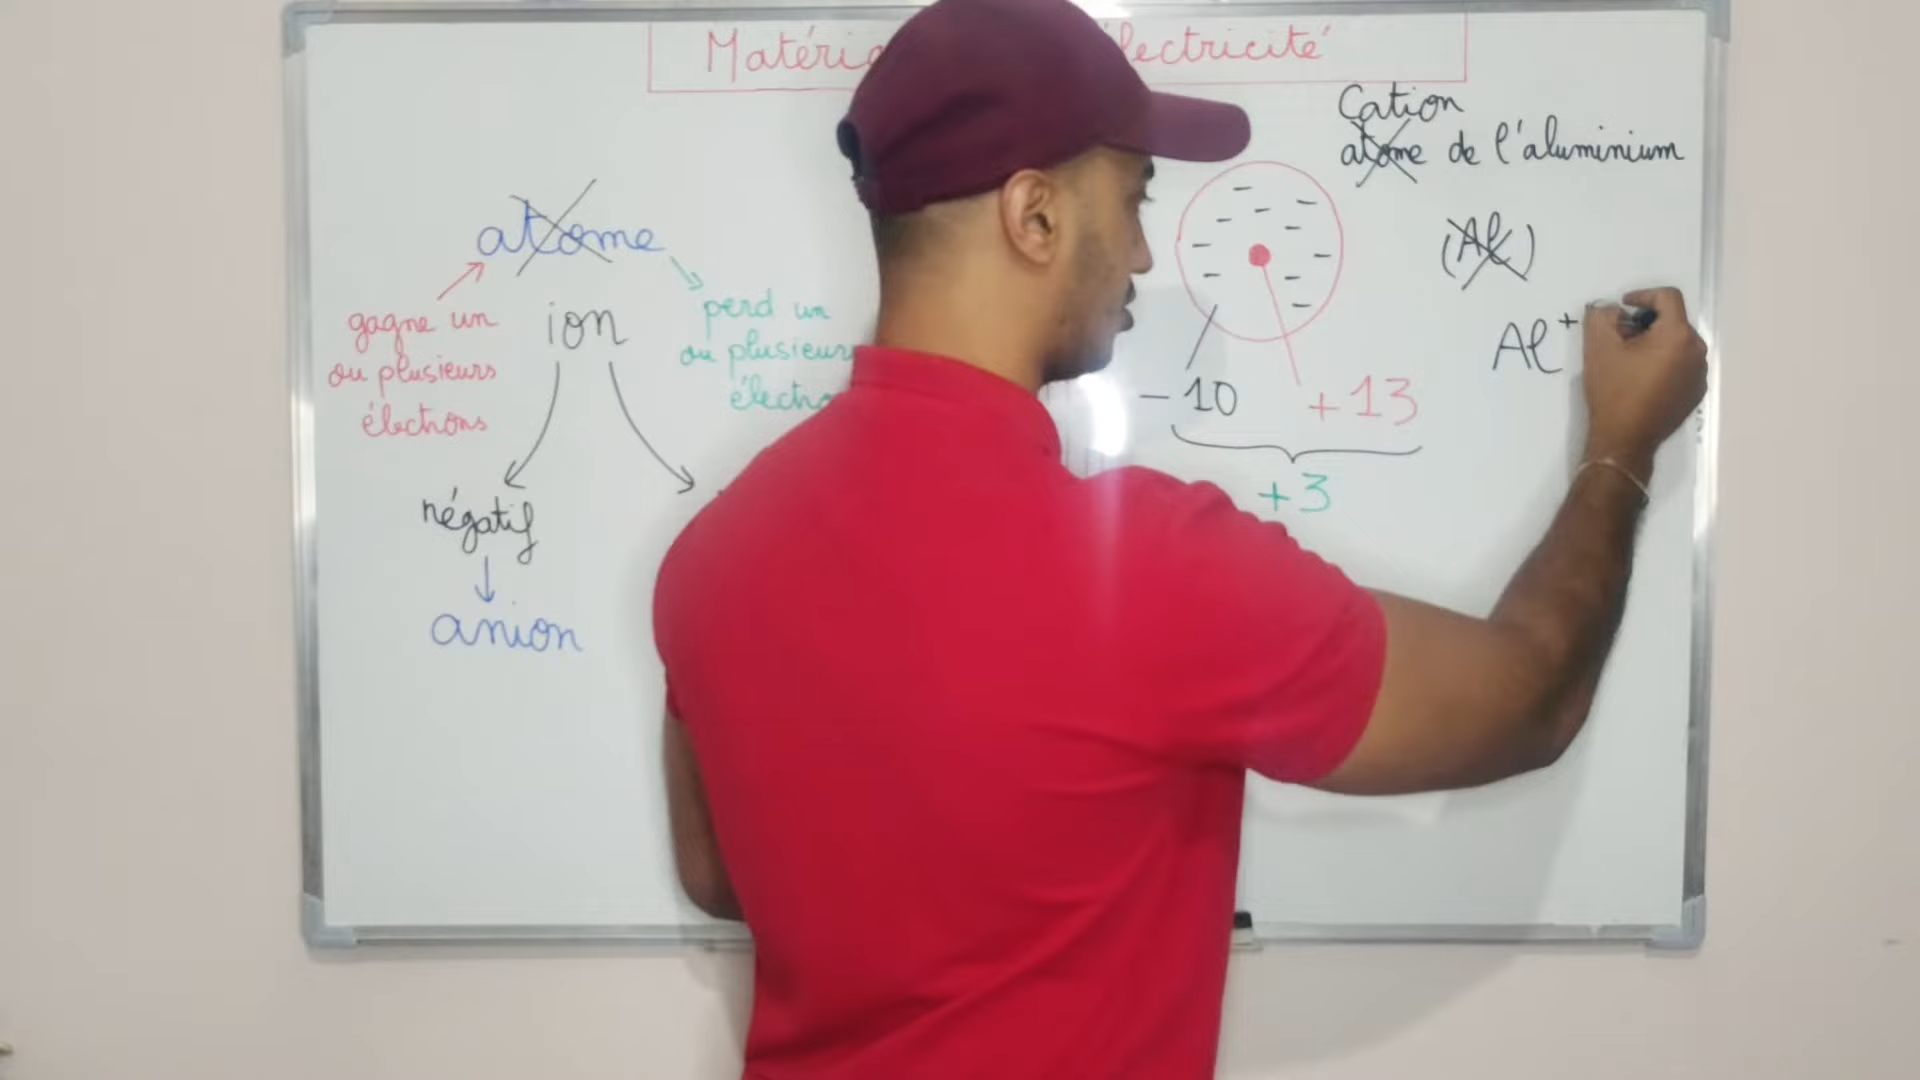 Matéri
lectricité
Cation
atome de l'aluminium
atome
(Al)
gagne un
ou plusieurs
électrons
ion
perd un
ou plusieurs
électro
Al+
- 10
+13
+3
négatif
anion